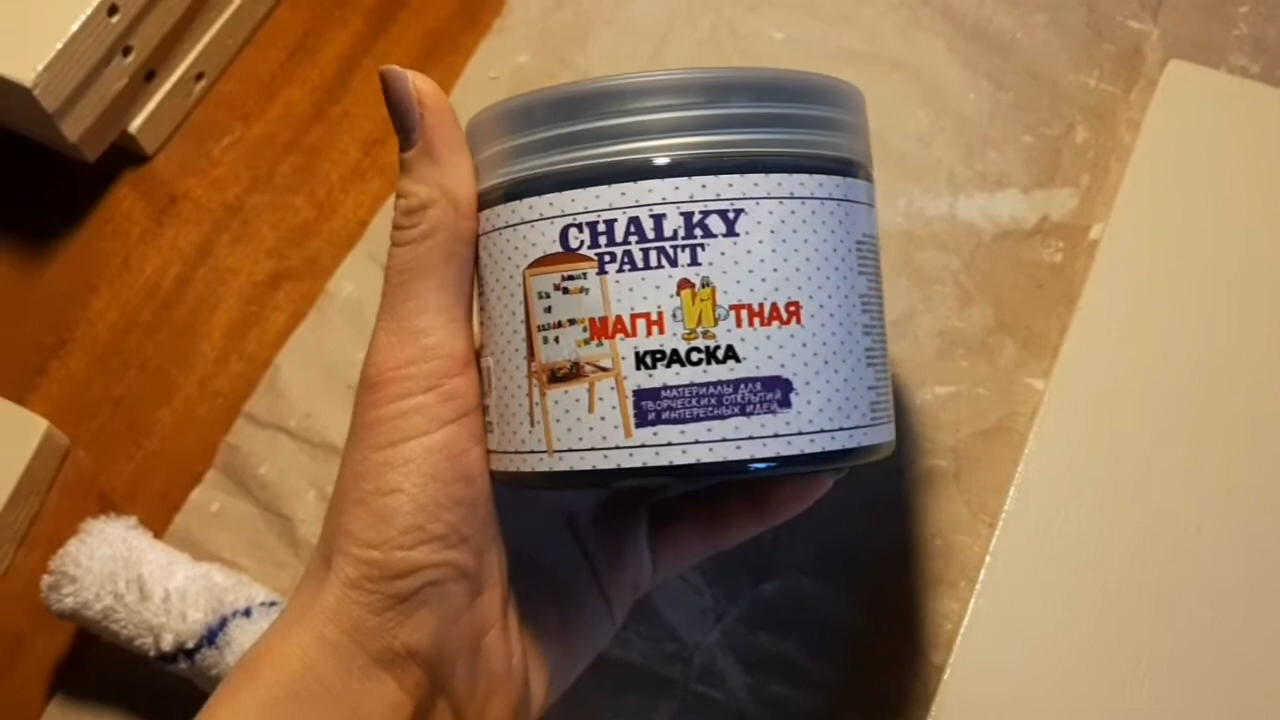 CHALKY
PAINT
МАГНИТНАЯ
КРАСКА
МАТЕРИАЛЫ ДЛЯ
ТВОРЧЕСКИХ ОТКРЫТИЙ
И ИНТЕРЕСНЫХ ИДЕЙ